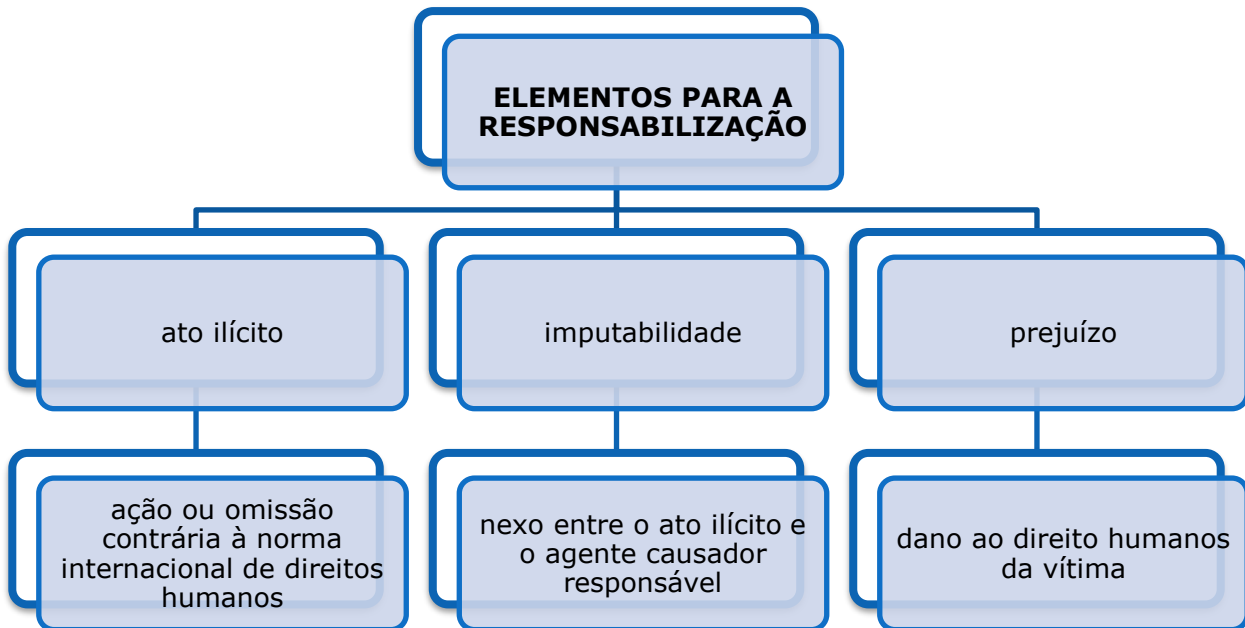 ELEMENTOS PARA A
RESPONSABILIZAÇÃO
ato ilícito
imputabilidade
prejuízo
ação ou omissão
contrária à norma
internacional de direitos
humanos
nexo entre o ato ilícito e
o agente causador
responsável
dano ao direito humanos
da vítima